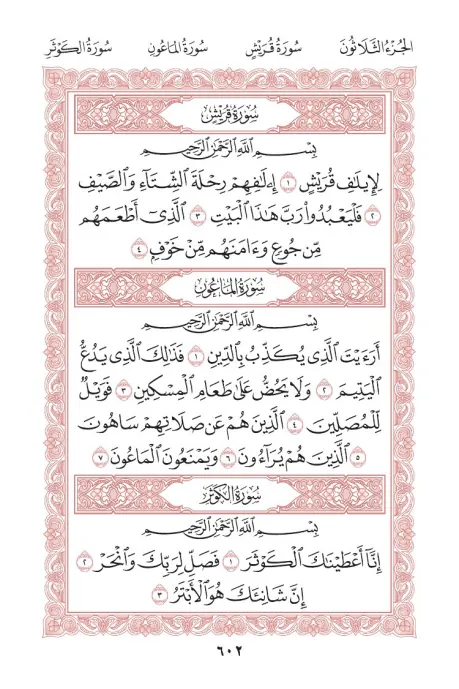 الجُزْءُ الثَّلَاثُونَ سُورَةُ قُرَيْشٍ سُورَةُ المَاعُونِ سُورَةُ الكَوْثَرِ
سُورَةُ قُرَيْشٍ
بِسْمِ ٱللَّهِ ٱلرَّحْمَٰنِ ٱلرَّحِيمِ
لِإِيلَٰفِ قُرَيْشٍ ١ إِۦلَٰفِهِمْ رِحْلَةَ ٱلشِّتَآءِ وَٱلصَّيْفِ
٢ فَلْيَعْبُدُوا۟ رَبَّ هَٰذَا ٱلْبَيْتِ ٣ ٱلَّذِىٓ أَطْعَمَهُم
مِّن جُوعٍ وَءَامَنَهُم مِّنْ خَوْفٍۭ ٤
سُورَةُ المَاعُونِ
بِسْمِ ٱللَّهِ ٱلرَّحْمَٰنِ ٱلرَّحِيمِ
أَرَءَيْتَ ٱلَّذِى يُكَذِّبُ بِٱلدِّينِ ١ فَذَٰلِكَ ٱلَّذِى يَدُعُّ
ٱلْيَتِيمَ ٢ وَلَا يَحُضُّ عَلَىٰ طَعَامِ ٱلْمِسْكِينِ ٣ فَوَيْلٌ
لِّلْمُصَلِّينَ ٤ ٱلَّذِينَ هُمْ عَن صَلَاتِهِمْ سَاهُونَ
٥ ٱلَّذِينَ هُمْ يُرَآءُونَ ٦ وَيَمْنَعُونَ ٱلْمَاعُونَ ٧
سُورَةُ الكَوْثَرِ
بِسْمِ ٱللَّهِ ٱلرَّحْمَٰنِ ٱلرَّحِيمِ
إِنَّآ أَعْطَيْنَٰكَ ٱلْكَوْثَرَ ١ فَصَلِّ لِرَبِّكَ وَٱنْحَرْ ٢
إِنَّ شَانِئَكَ هُوَ ٱلْأَبْتَرُ ٣
٦٠٢